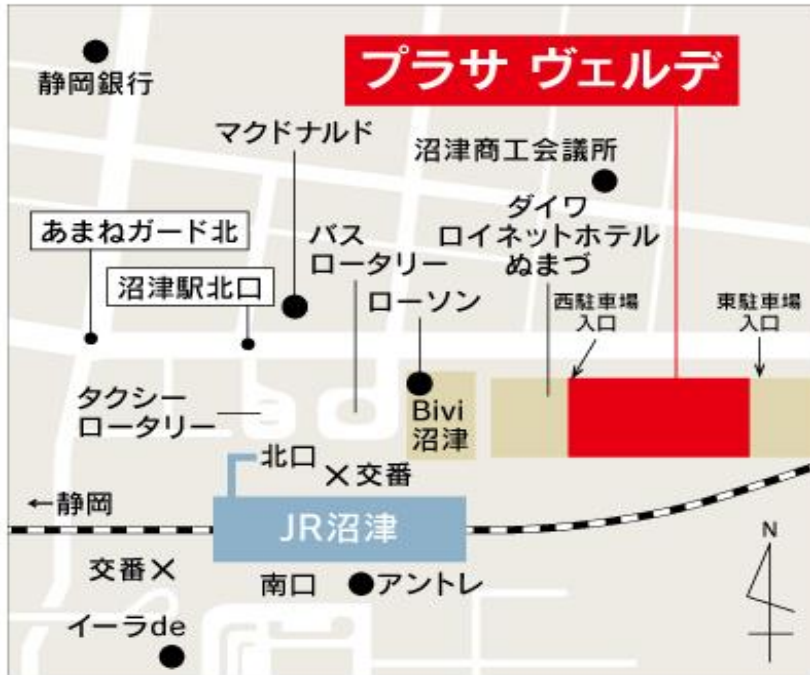 プラサ ヴェルデ
静岡銀行
マクドナルド
沼津商工会議所
ダイワ
ロイネットホテル
ぬまづ
あまねガード北
バス
ロータリー
沼津駅北口
ローソン
西駐車場
入口
東駐車場
入口
タクシー
ロータリー
Bivi
沼津
北口
×交番
←静岡
JR沼津
交番×
南口
アントレ
イーラde
N